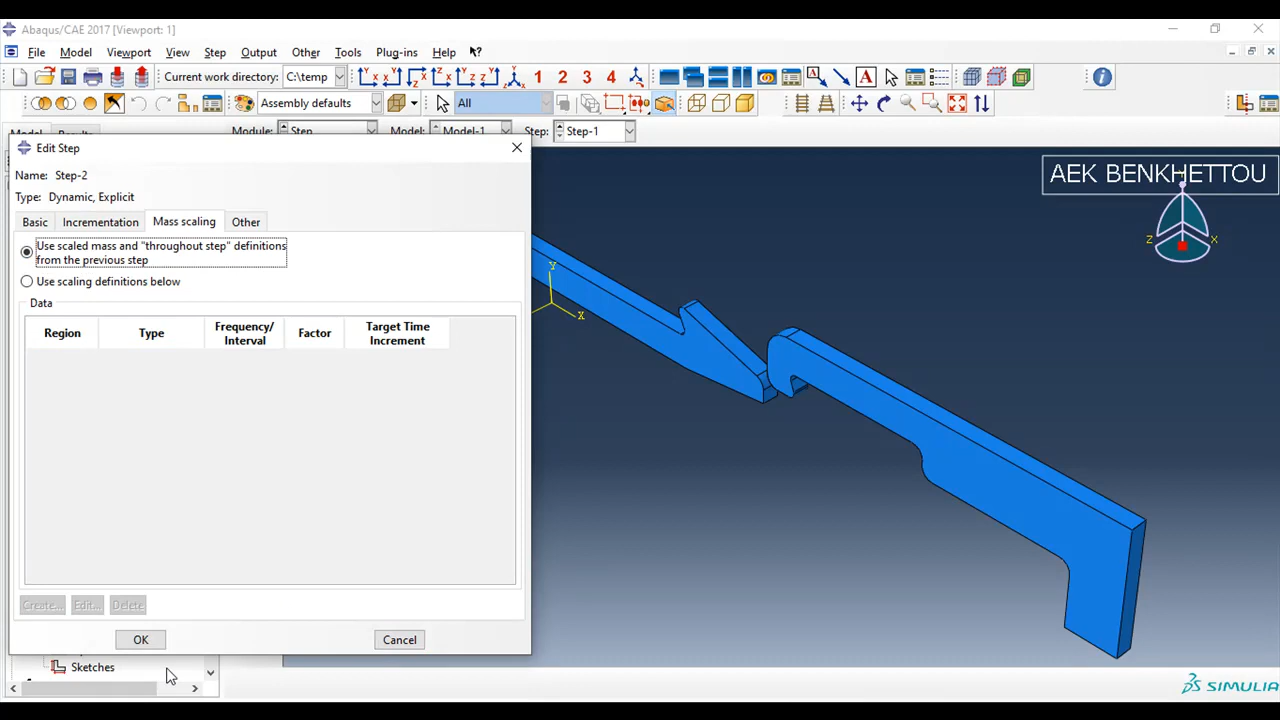 Abaqus/CAE 2017 [Viewport: 1]
File Model Viewport View Step Output Other Tools Plug-ins Help
Current work directory C:\temp
1 2 3 4
A
i
Assembly defaults
All
Model Results Module: Step Model: Model-1 Step: Step-1
Edit Step
Name: Step-2
Type: Dynamic, Explicit
Basic Incrementation Mass scaling Other
Use scaled mass and "throughout step" definitions
from the previous step
Use scaling definitions below
Data
Region Type Frequency/
Interval Factor Target Time
Increment
Create... Edit... Delete
OK Cancel
Sketches
Y
X
AEK BENKHETTOU
Y
Z X
SIMULIA